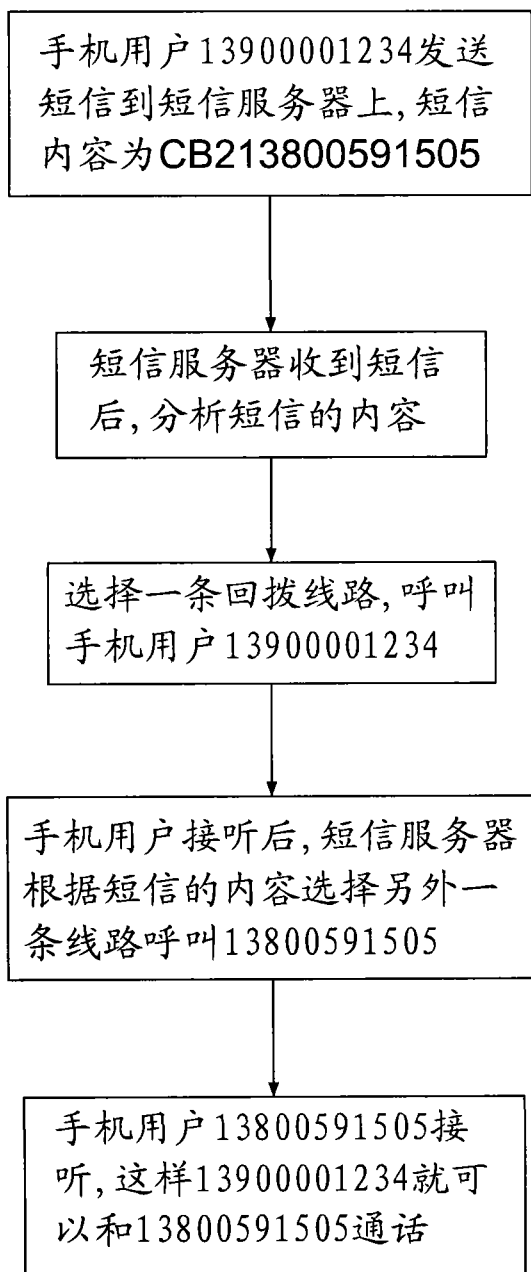 手机用户13900001234发送
短信到短信服务器上,短信
内容为CB213800591505
短信服务器收到短信
后,分析短信的内容
选择一条回拨线路,呼叫
手机用户13900001234
手机用户接听后,短信服务器
根据短信的内容选择另外一
条线路呼叫13800591505
手机用户13800591505接
听,这样13900001234就可
以和13800591505通话